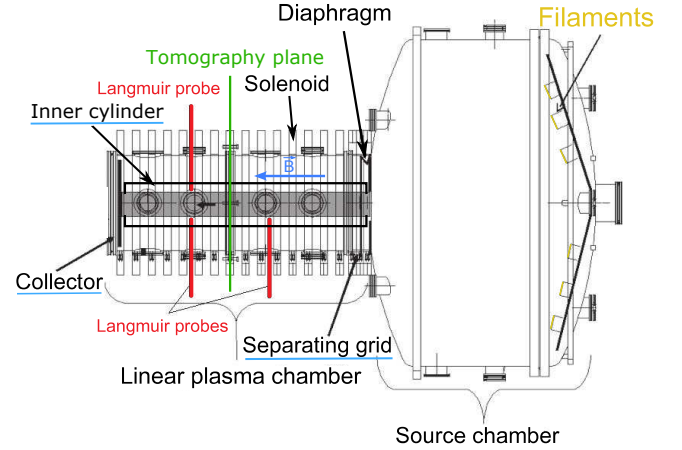 Diaphragm
Filaments
Tomography plane
Langmuir probe
Solenoid
Inner cylinder
B
Collector
Langmuir probes
Separating grid
Linear plasma chamber
Source chamber